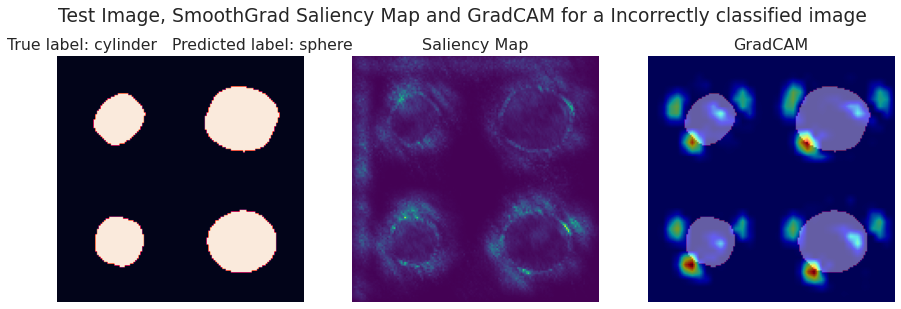 Test Image, SmoothGrad Saliency Map and GradCAM for a Incorrectly classified image
True label: cylinder   Predicted label: sphere
Saliency Map
GradCAM